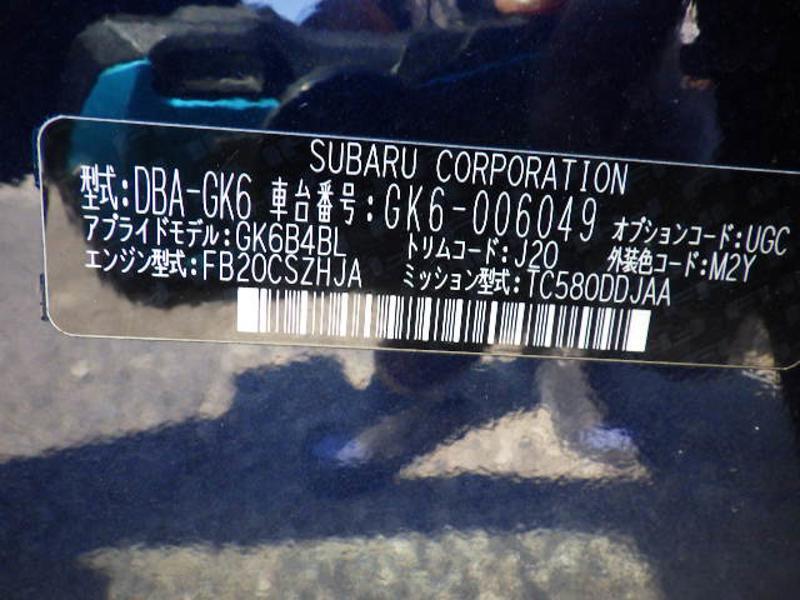 SUBARU CORPORATION
型式:DBA-GK6 車台番号:GK6-006049
アプライドモデル:GK6B4BL トリムコード:J20 オプションコード:UGC
エンジン型式:FB20CSZHJA ミッション型式:TC580DDJAA 外装色コード:M2Y